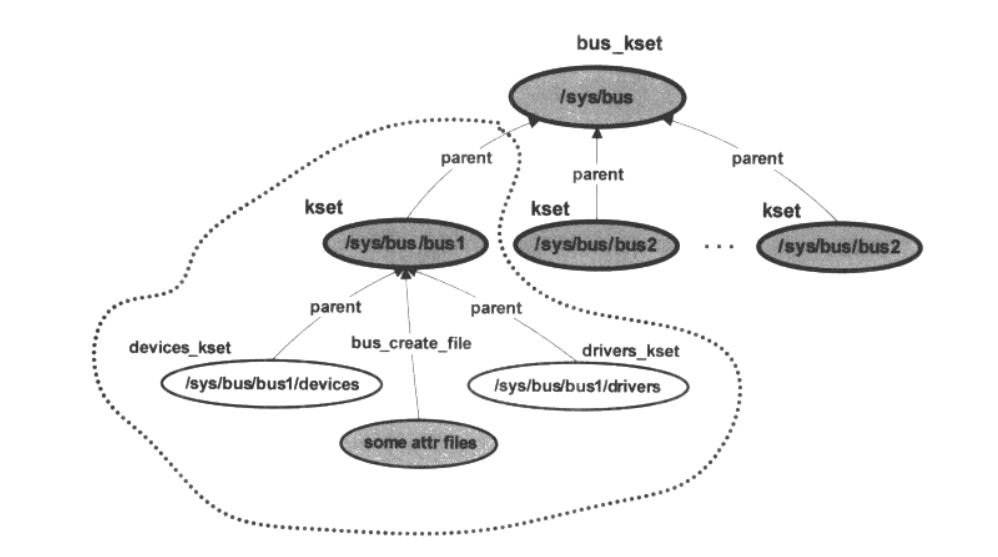 bus_kset
/sys/bus
parent
parent
parent
kset
kset
kset
/sys/bus/bus1
/sys/bus/bus2
...
/sys/bus/bus2
parent
parent
devices_kset
bus_create_file
drivers_kset
/sys/bus/bus1/devices
/sys/bus/bus1/drivers
some attr files